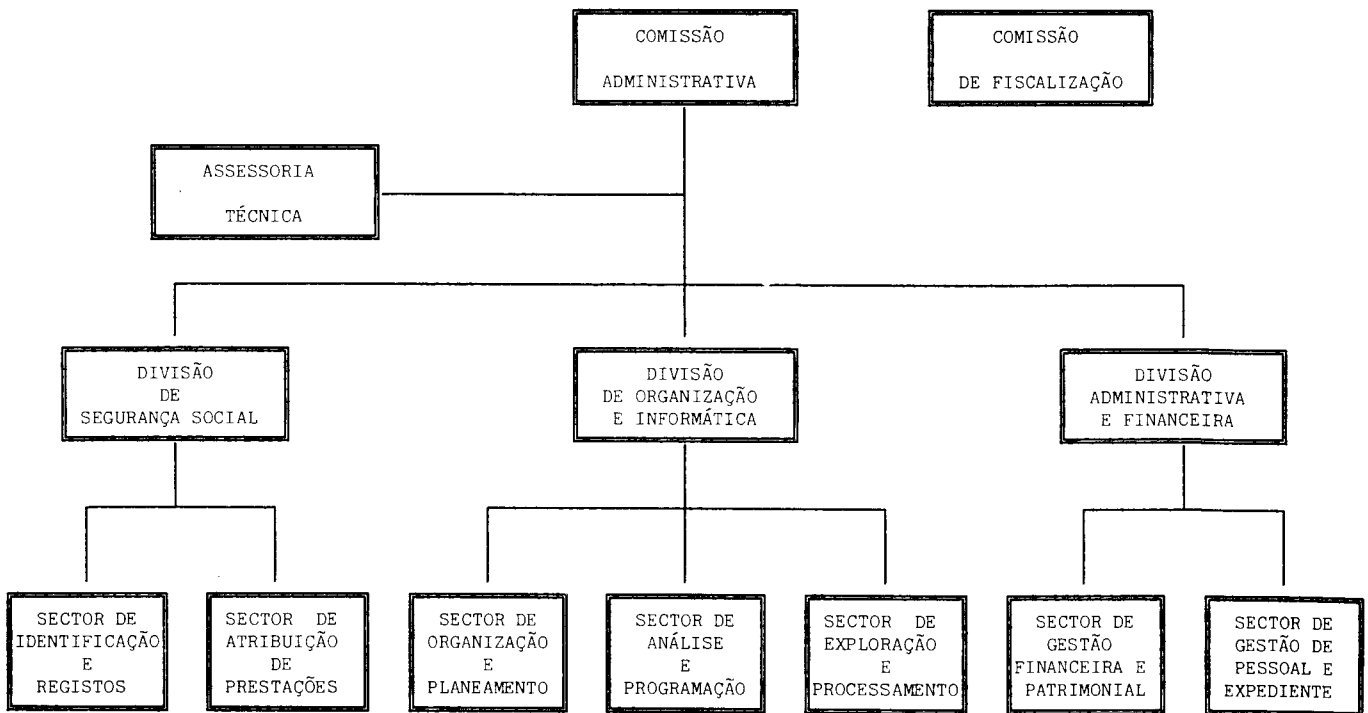 COMISSÃO
ADMINISTRATIVA
COMISSÃO
DE FISCALIZAÇÃO
ASSESSORIA
TÉCNICA
DIVISÃO
DE
SEGURANÇA SOCIAL
DIVISÃO
DE ORGANIZAÇÃO
E INFORMÁTICA
DIVISÃO
ADMINISTRATIVA
E FINANCEIRA
SECTOR DE
IDENTIFICAÇÃO
E
REGISTOS
SECTOR DE
ATRIBUIÇÃO
DE
PRESTAÇÕES
SECTOR DE
ORGANIZAÇÃO
E
PLANEAMENTO
SECTOR DE
ANÁLISE
E
PROGRAMAÇÃO
SECTOR DE
EXPLORAÇÃO
E
PROCESSAMENTO
SECTOR DE
GESTÃO
FINANCEIRA E
PATRIMONIAL
SECTOR DE
GESTÃO DE
PESSOAL E
EXPEDIENTE